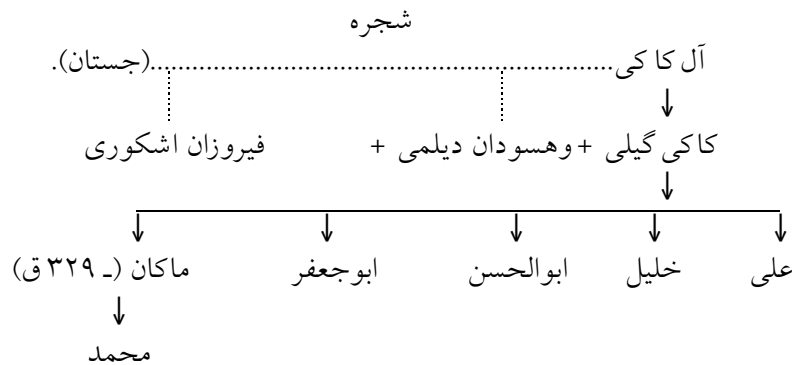 شجره
آل کاکی..................................................................(جستان).
کاکی گیلی + وهسودان دیلمی + فیروزان اشکوری
علی خلیل ابوالحسن ابوجعفر ماکان (ـ ۳۲۹ ق)
محمد